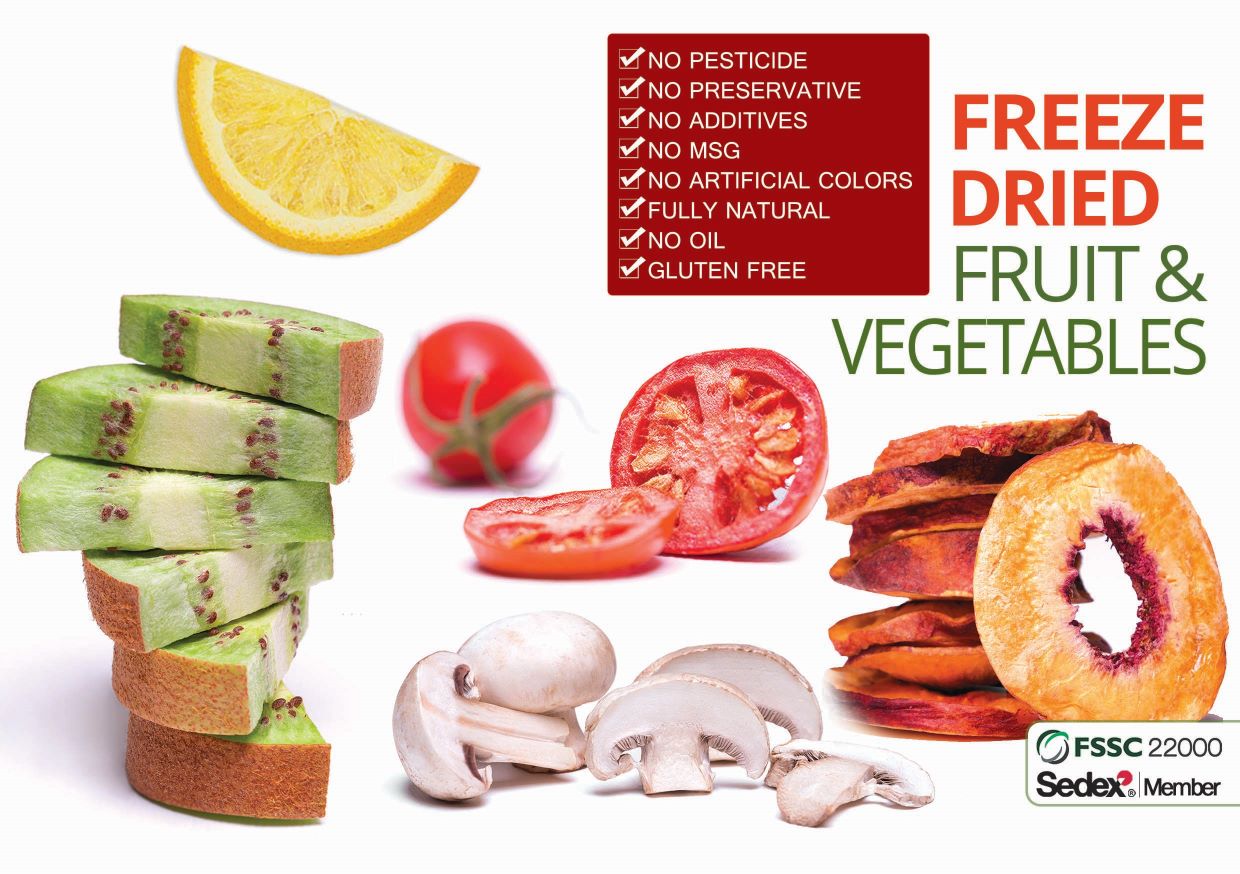 NO PESTICIDE
NO PRESERVATIVE
NO ADDITIVES
NO MSG
NO ARTIFICIAL COLORS
FULLY NATURAL
NO OIL
GLUTEN FREE
FREEZE
DRIED
FRUIT &
VEGETABLES
FSSC 22000
Sedex® Member